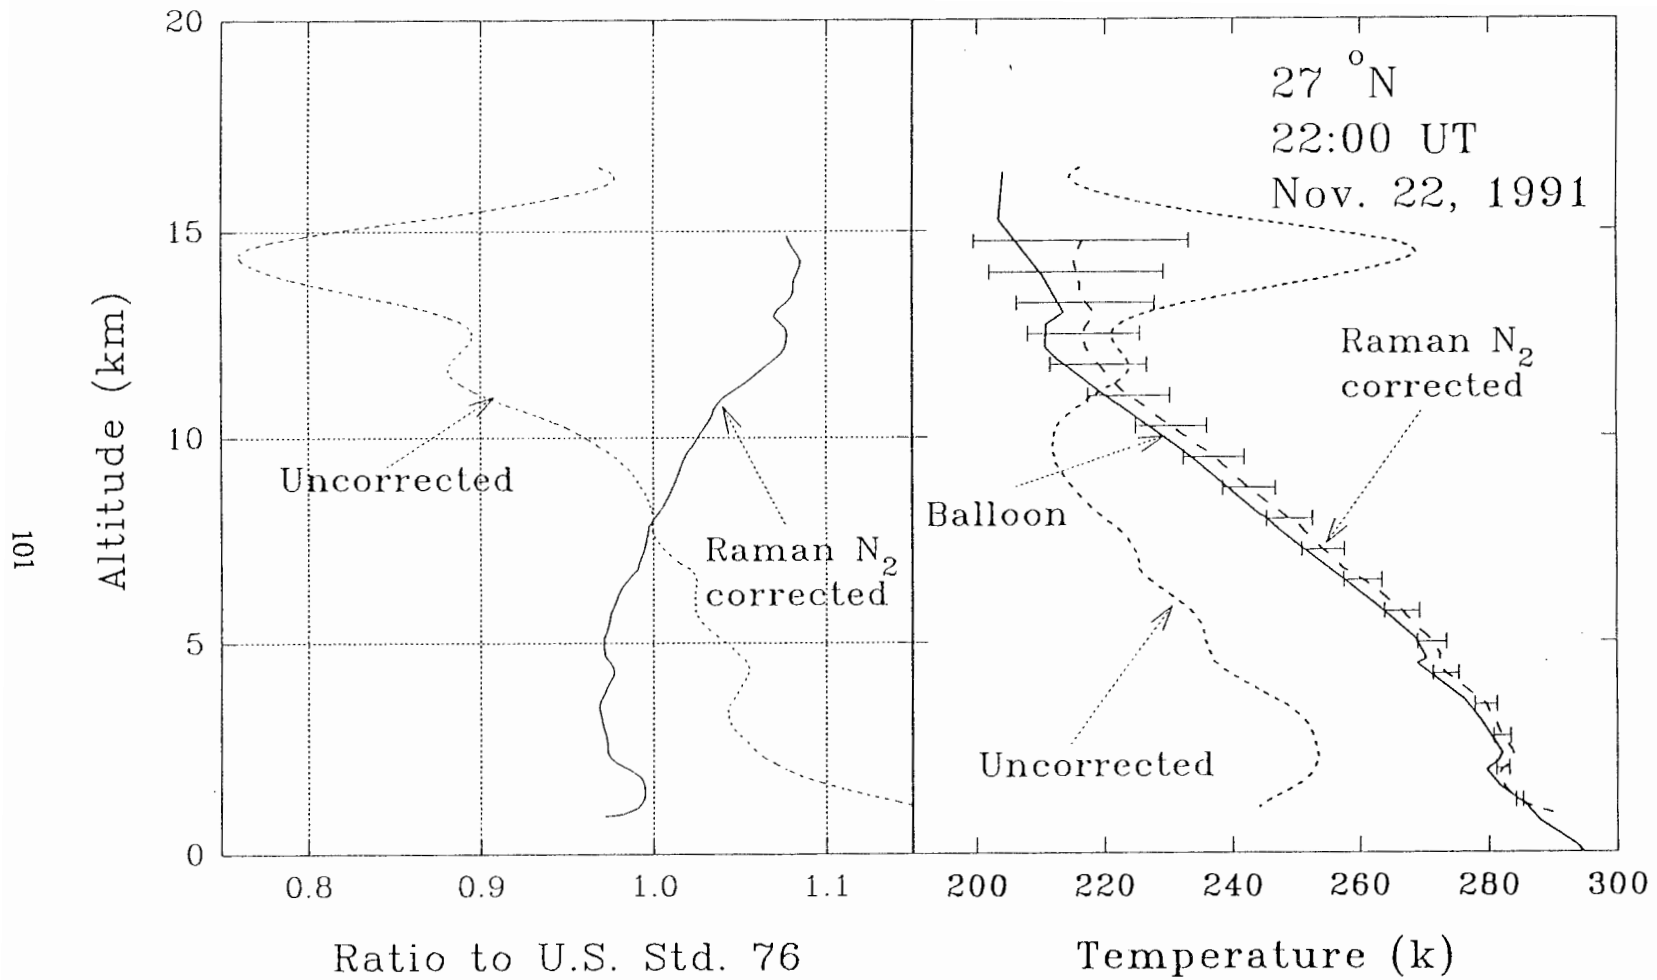 20
15
10
5
0
Altitude (km)
101
0.8 0.9 1.0 1.1
Ratio to U.S. Std. 76
Uncorrected
Raman N2
corrected
27 °N
22:00 UT
Nov. 22, 1991
Raman N2
corrected
Balloon
Uncorrected
200 220 240 260 280 300
Temperature (k)